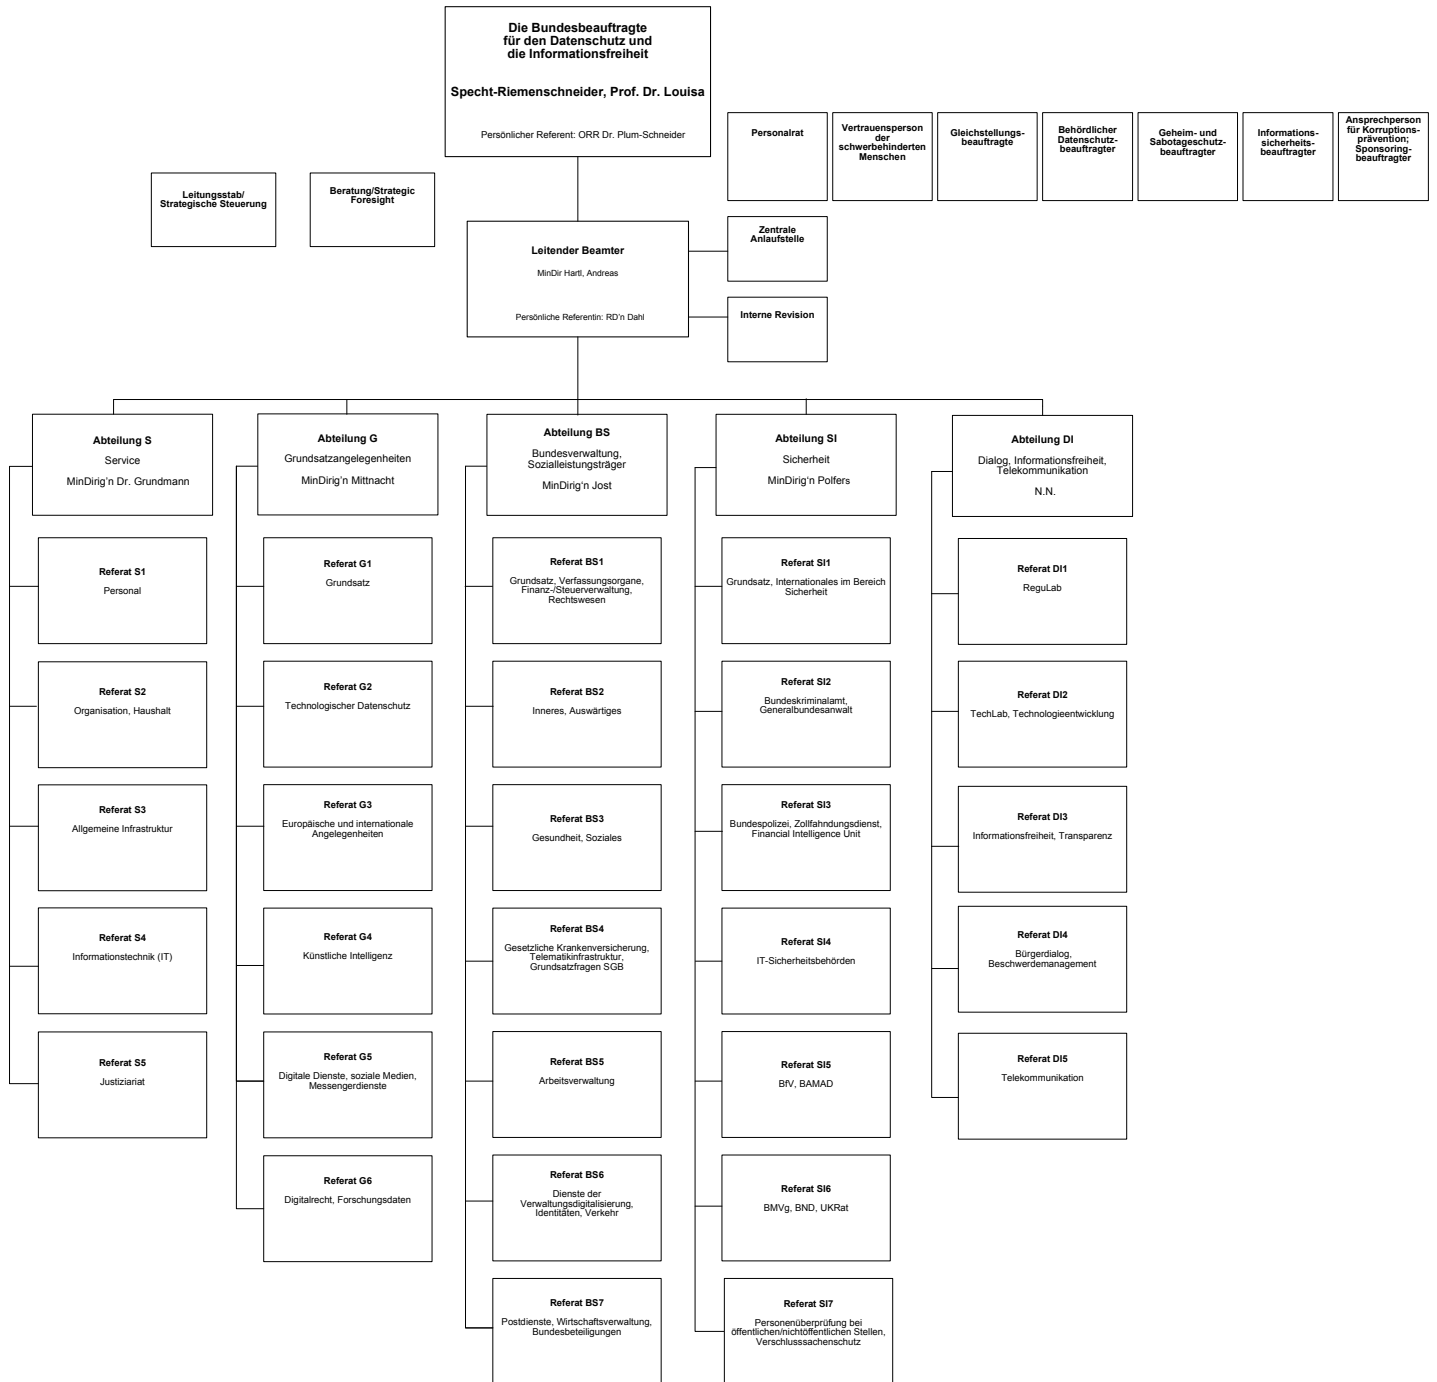 Die Bundesbeauftragte
für den Datenschutz und
die Informationsfreiheit
Specht-Riemenschneider, Prof. Dr. Louisa
Persönlicher Referent: ORR Dr. Plum-Schneider
Personalrat
Vertrauensperson
der
schwerbehinderten
Menschen
Gleichstellungs-
beauftragte
Behördlicher
Datenschutz-
beauftragter
Geheim- und
Sabotageschutz-
beauftragter
Informations-
sicherheits-
beauftragter
Ansprechperson
für Korruptions-
prävention;
Sponsoring-
beauftragter
Leitungsstab/
Strategische Steuerung
Beratung/Strategic
Foresight
Leitender Beamter
MinDir Hartl, Andreas
Persönliche Referentin: RD'n Dahl
Zentrale
Anlaufstelle
Interne Revision
Abteilung S
Service
MinDirig'n Dr. Grundmann
Referat S1
Personal
Referat S2
Organisation, Haushalt
Referat S3
Allgemeine Infrastruktur
Referat S4
Informationstechnik (IT)
Referat S5
Justiziariat
Abteilung G
Grundsatzangelegenheiten
MinDirig'n Mittnacht
Referat G1
Grundsatz
Referat G2
Technologischer Datenschutz
Referat G3
Europäische und internationale
Angelegenheiten
Referat G4
Künstliche Intelligenz
Referat G5
Digitale Dienste, soziale Medien,
Messengerdienste
Referat G6
Digitalrecht, Forschungsdaten
Abteilung BS
Bundesverwaltung,
Sozialleistungsträger
MinDirig'n Jost
Referat BS1
Grundsatz, Verfassungsorgane,
Finanz-/Steuerverwaltung,
Rechtswesen
Referat BS2
Inneres, Auswärtiges
Referat BS3
Gesundheit, Soziales
Referat BS4
Gesetzliche Krankenversicherung,
Telematikinfrastruktur,
Grundsatzfragen SGB
Referat BS5
Arbeitsverwaltung
Referat BS6
Dienste der
Verwaltungsdigitalisierung,
Identitäten, Verkehr
Referat BS7
Postdienste, Wirtschaftsverwaltung,
Bundesbeteiligungen
Abteilung SI
Sicherheit
MinDirig'n Polfers
Referat SI1
Grundsatz, Internationales im Bereich
Sicherheit
Referat SI2
Bundeskriminalamt,
Generalbundesanwalt
Referat SI3
Bundespolizei, Zollfahndungsdienst,
Financial Intelligence Unit
Referat SI4
IT-Sicherheitsbehörden
Referat SI5
BfV, BAMAD
Referat SI6
BMVg, BND, UKRat
Referat SI7
Personenüberprüfung bei
öffentlichen/nichtöffentlichen Stellen,
Verschlusssachenschutz
Abteilung DI
Dialog, Informationsfreiheit,
Telekommunikation
N.N.
Referat DI1
ReguLab
Referat DI2
TechLab, Technologieentwicklung
Referat DI3
Informationsfreiheit, Transparenz
Referat DI4
Bürgerdialog,
Beschwerdemanagement
Referat DI5
Telekommunikation